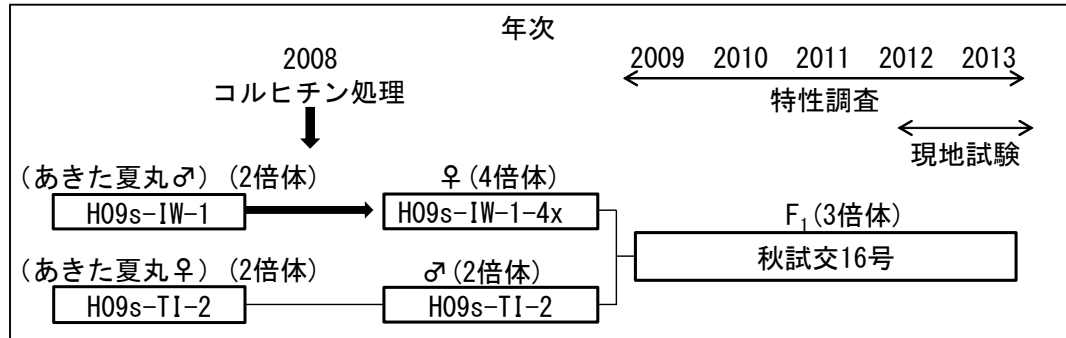 年次
2008
コルヒチン処理
2009 2010 2011 2012 2013
特性調査
現地試験
(あきた夏丸♂) (2倍体)
H09s-IW-1
♀(4倍体)
H09s-IW-1-4x
F₁(3倍体)
秋試交16号
(あきた夏丸♀) (2倍体)
H09s-TI-2
♂(2倍体)
H09s-TI-2